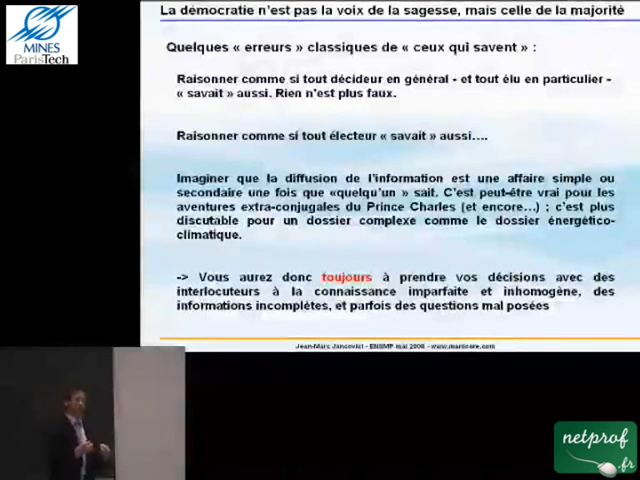 La démocratie n'est pas la voix de la sagesse, mais celle de la majorité
MINES
ParisTech
Quelques « erreurs » classiques de « ceux qui savent » :
Raisonner comme si tout décideur en général - et tout élu en particulier -
« savait » aussi. Rien n'est plus faux.
Raisonner comme si tout électeur « savait » aussi….
Imaginer que la diffusion de l'information est une affaire simple ou
secondaire une fois que «quelqu'un » sait. C'est peut-être vrai pour les
aventures extra-conjugales du Prince Charles (et encore…) ; c'est plus
discutable pour un dossier complexe comme le dossier énergético-
climatique.
-> Vous aurez donc toujours à prendre vos décisions avec des
interlocuteurs à la connaissance imparfaite et inhomogène, des
informations incomplètes, et parfois des questions mal posées
Jean-Marc Jancovici - ENSMP mai 2008 - www.manicore.com
netprof
.fr